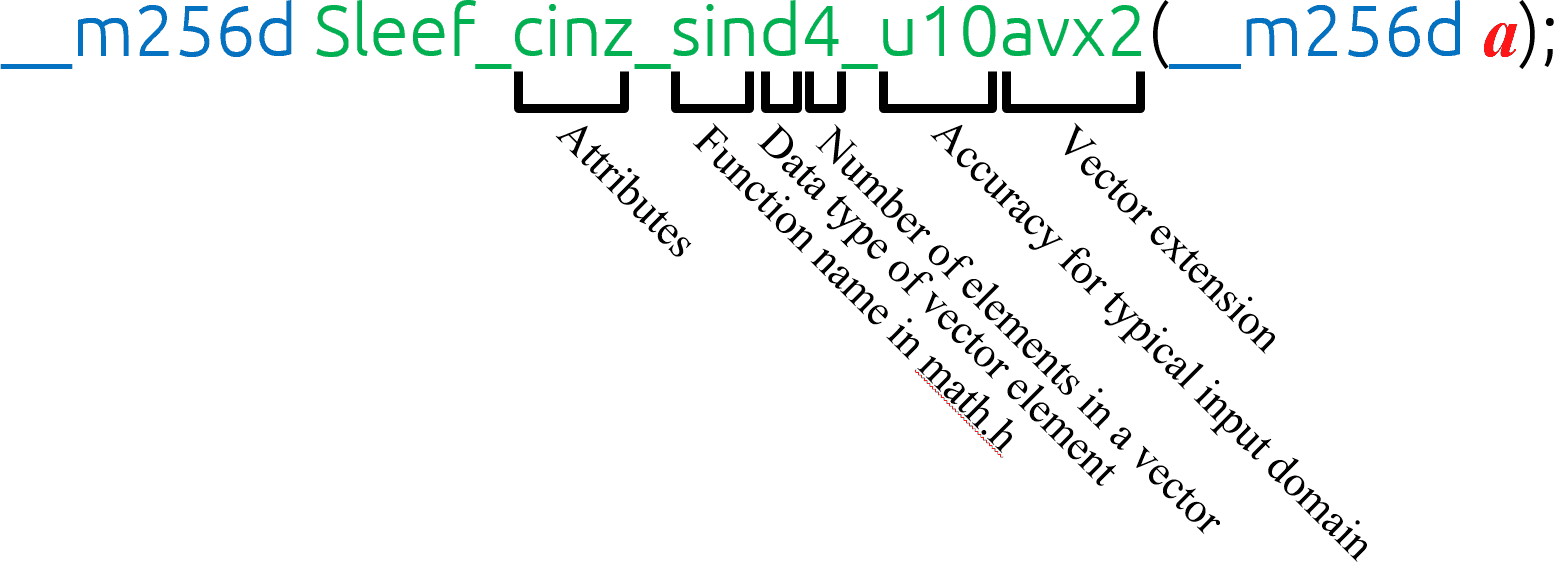 __m256d Sleef_cinz_sind4_u10avx2(__m256d a);
Attributes
Function name in math.h
Data type of vector element
Number of elements in a vector
Accuracy for typical input domain
Vector extension